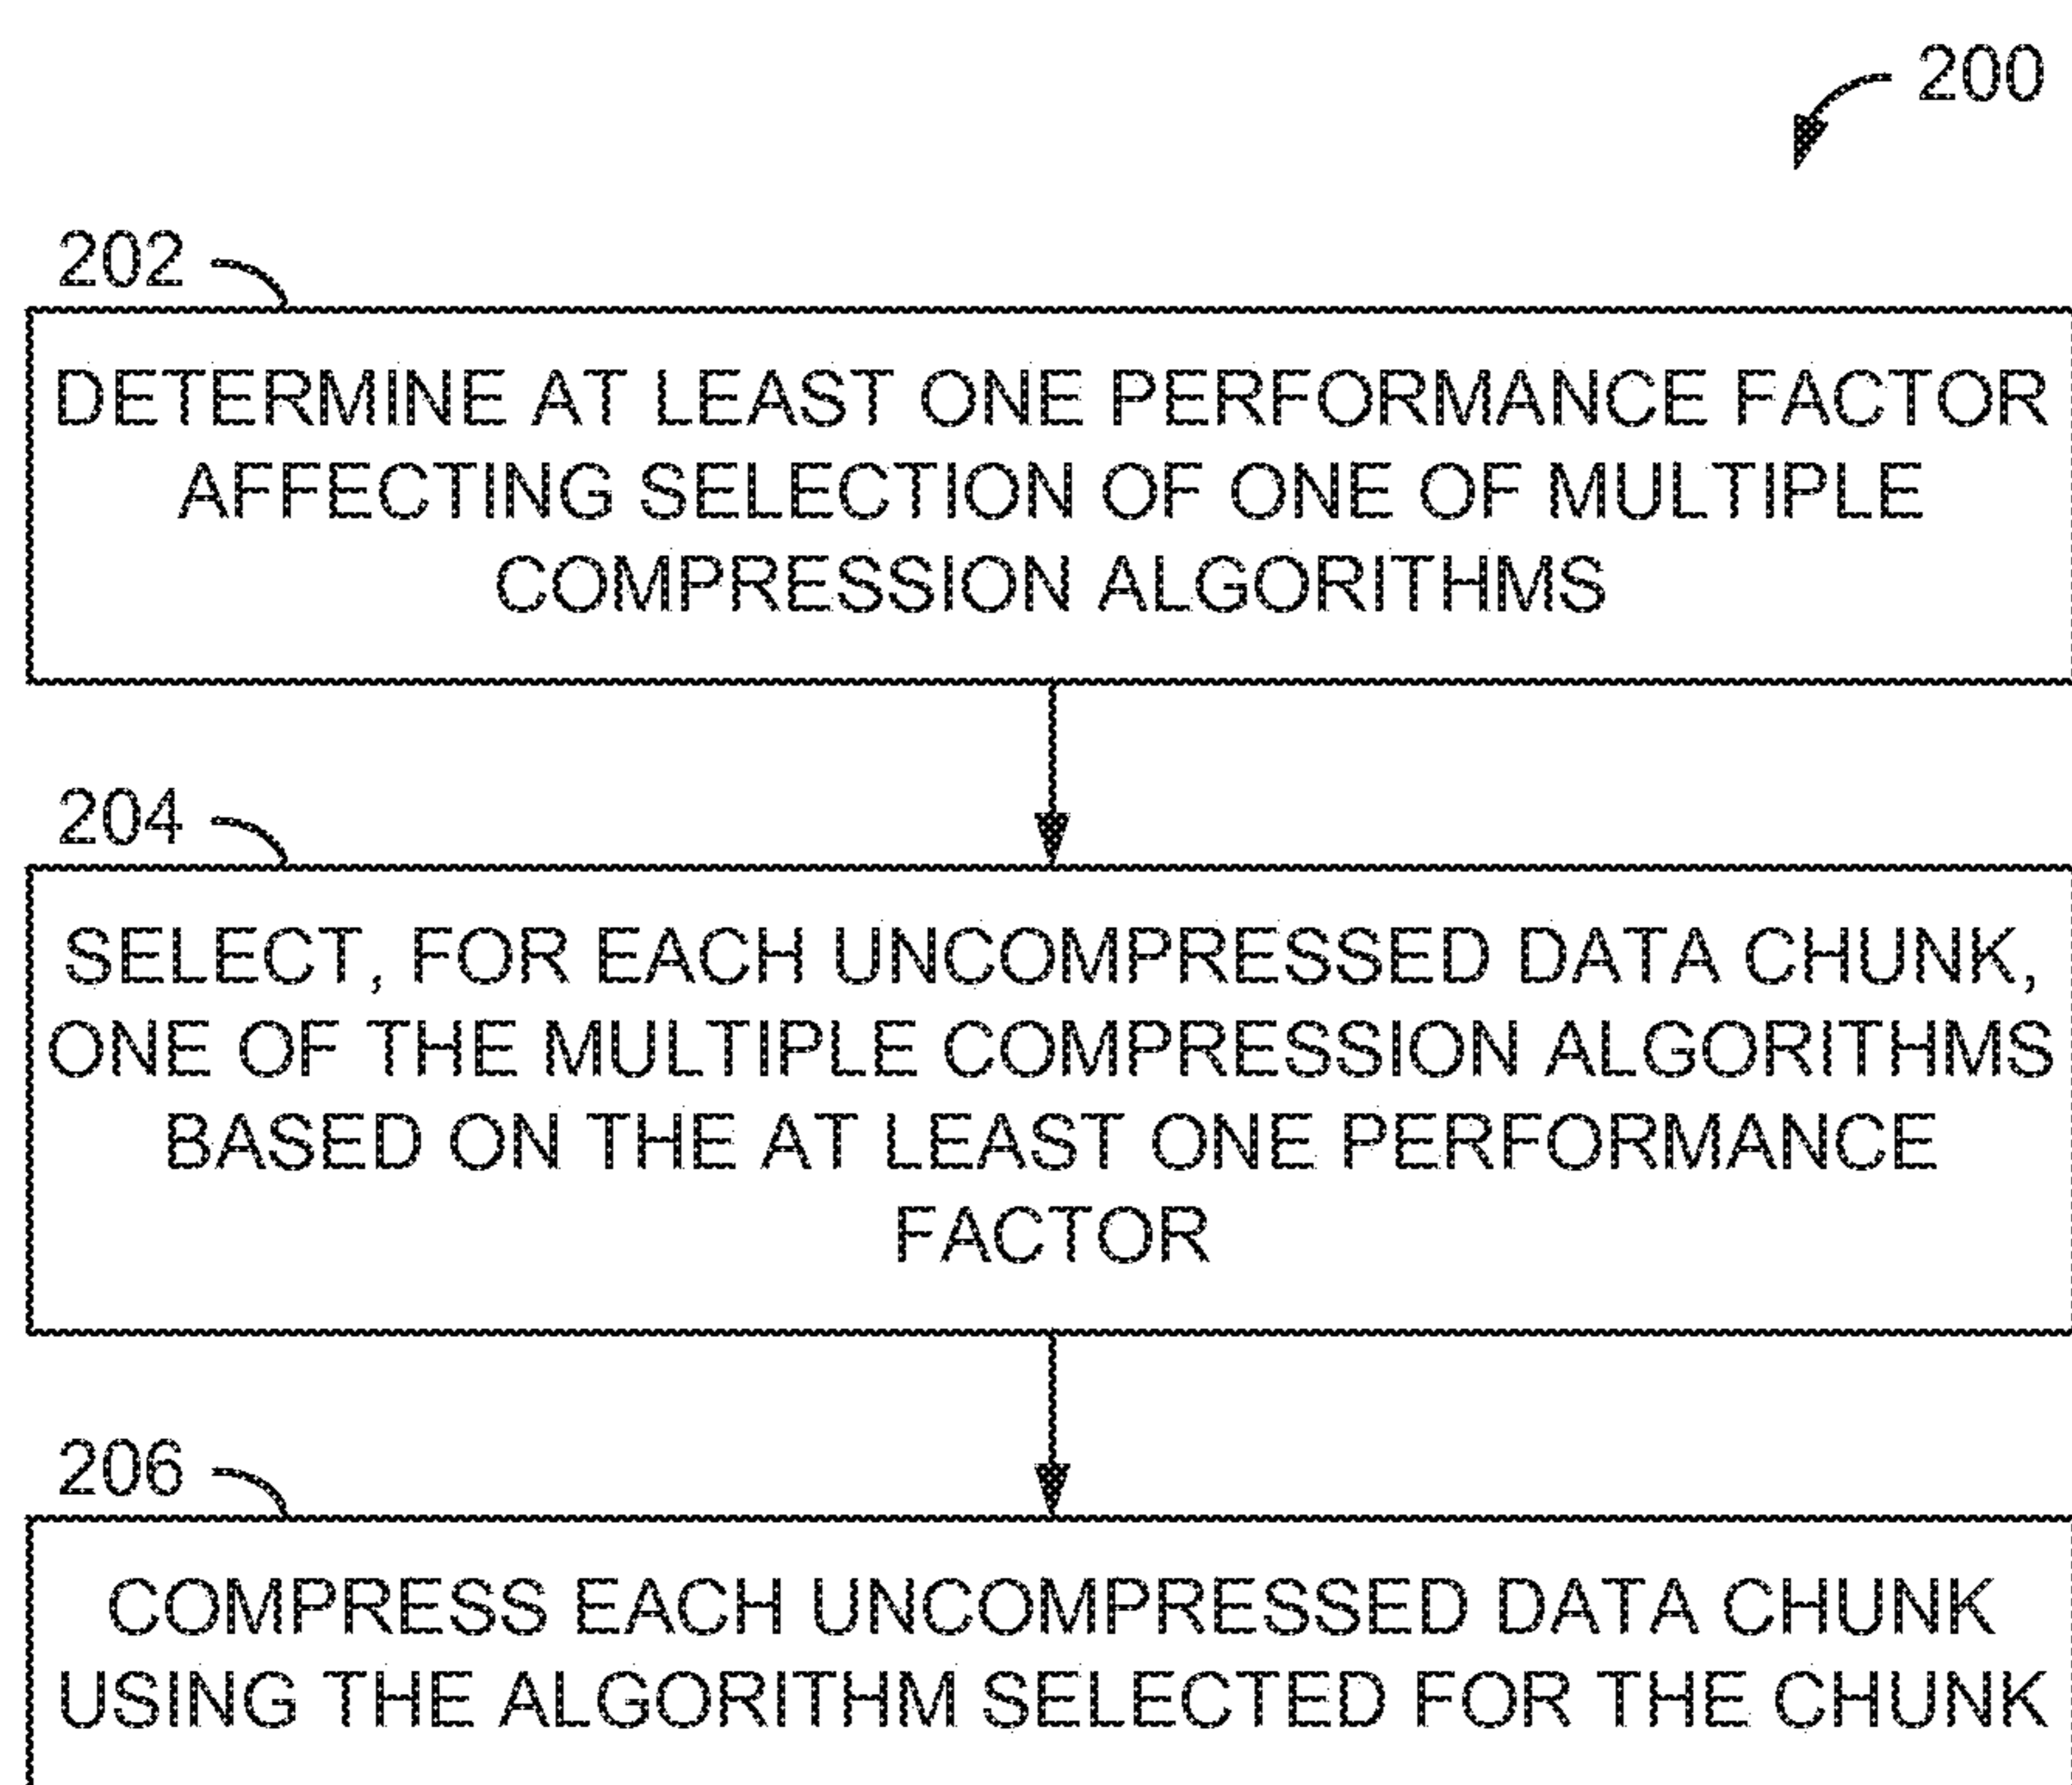 200
202
DETERMINE AT LEAST ONE PERFORMANCE FACTOR
AFFECTING SELECTION OF ONE OF MULTIPLE
COMPRESSION ALGORITHMS
204
SELECT, FOR EACH UNCOMPRESSED DATA CHUNK,
ONE OF THE MULTIPLE COMPRESSION ALGORITHMS
BASED ON THE AT LEAST ONE PERFORMANCE
FACTOR
206
COMPRESS EACH UNCOMPRESSED DATA CHUNK
USING THE ALGORITHM SELECTED FOR THE CHUNK